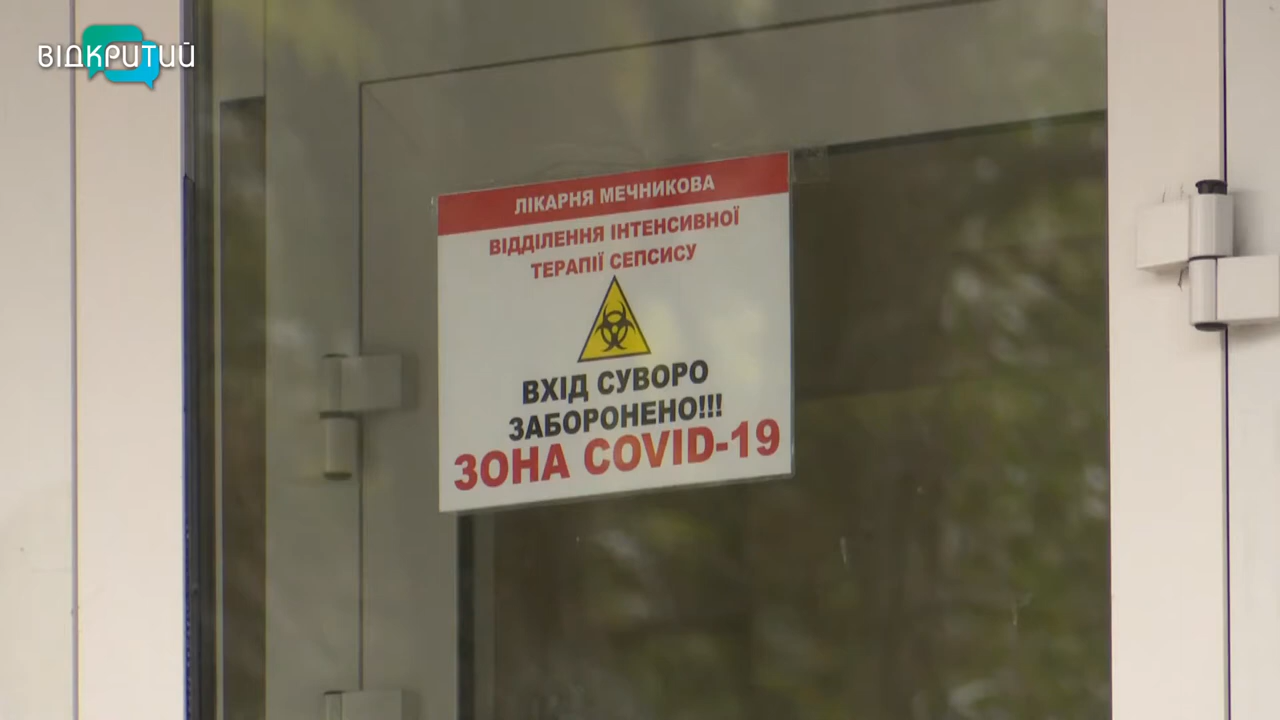 ВІДКРИТИЙ
ЛІКАРНЯ МЕЧНИКОВА
ВІДДІЛЕННЯ ІНТЕНСИВНОЇ
ТЕРАПІЇ СЕПСИСУ
ВХІД СУВОРО
ЗАБОРОНЕНО!!!
ЗОНА COVID-19